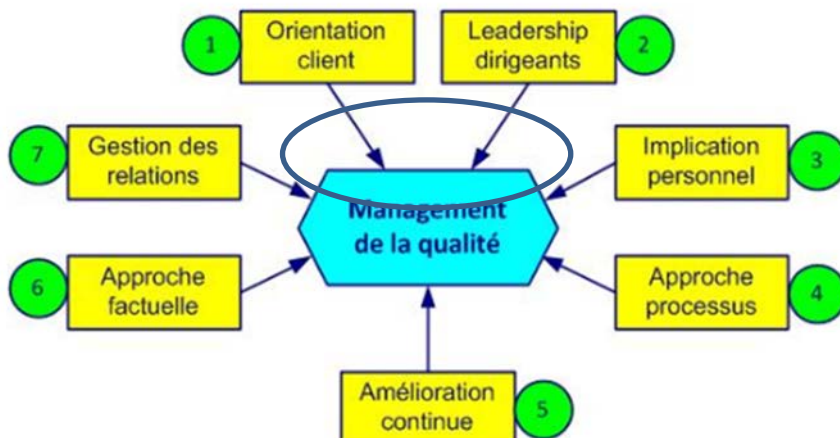 1
Orientation
client
Leadership
dirigeants
2
7
Gestion des
relations
Implication
personnel
3
Management
de la qualité
6
Approche
factuelle
Approche
processus
4
Amélioration
continue
5